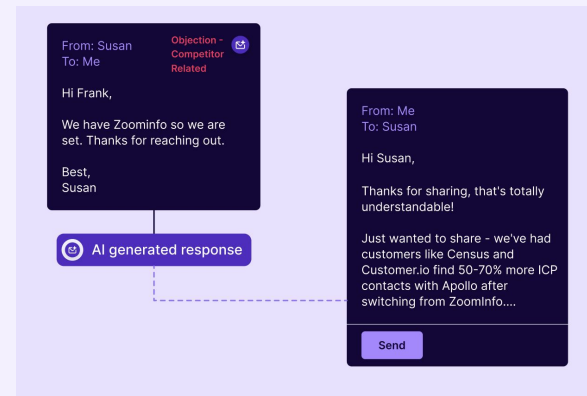 From: Susan
To: Me
Objection -
Competitor
Related
Hi Frank,
We have Zoominfo so we are
set. Thanks for reaching out.
Best,
Susan
AI generated response
From: Me
To: Susan
Hi Susan,
Thanks for sharing, that's totally
understandable!
Just wanted to share - we've had
customers like Census and
Customer.io find 50-70% more ICP
contacts with Apollo after
switching from ZoomInfo....
Send